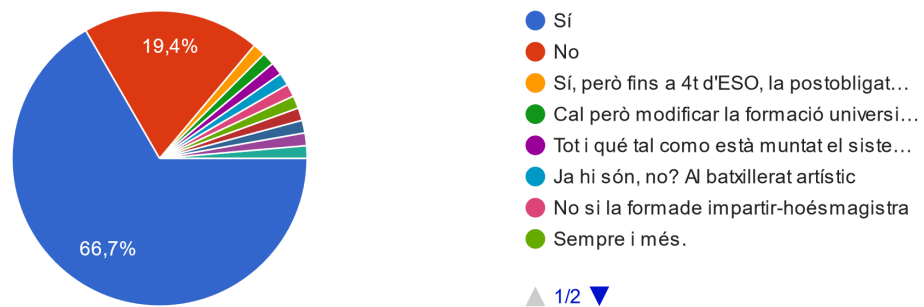 19,4%
66,7%
Sí
No
Sí, però fins a 4t d'ESO, la postobligat…
Cal però modificar la formació universi…
Tot i qué tal como està muntat el siste…
Ja hi són, no? Al batxillerat artístic
No si la formade impartir-hoésmagistra
Sempre i més.
1/2